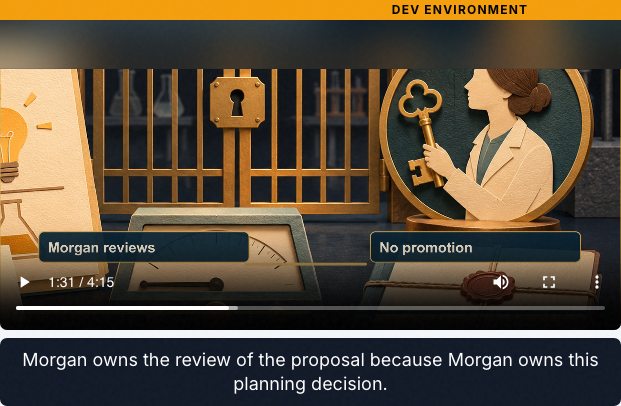 DEV ENVIRONMENT
Morgan reviews
No promotion
1:31 / 4:15
Morgan owns the review of the proposal because Morgan owns this
planning decision.